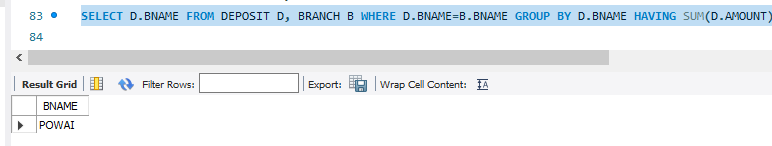 83 SELECT D.BNAME FROM DEPOSIT D, BRANCH B WHERE D.BNAME=B.BNAME GROUP BY D.BNAME HAVING SUM(D.AMOUNT)
84
Result Grid Filter Rows: Export: Wrap Cell Content:
BNAME
POWAI